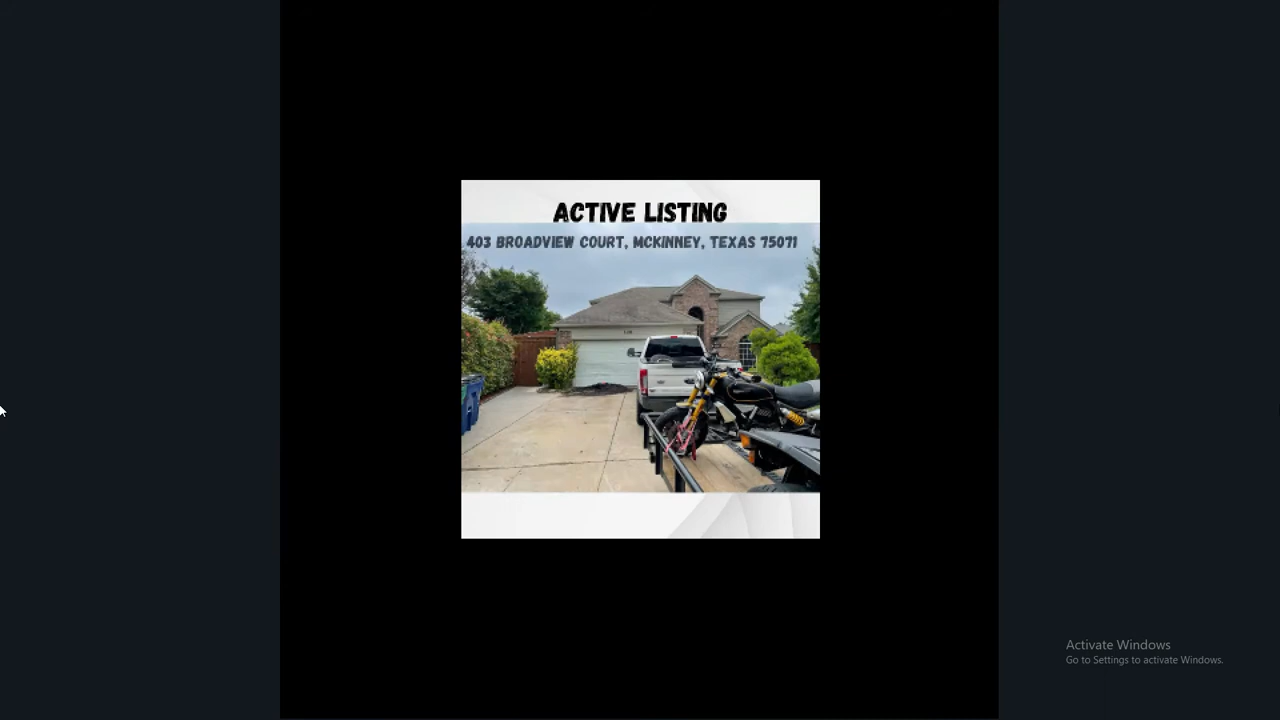 ACTIVE LISTING
403 BROADVIEW COURT, MCKINNEY, TEXAS 75071
Activate Windows
Go to Settings to activate Windows.